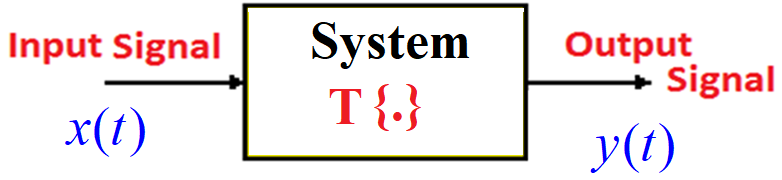 Input Signal
x(t)
System
T {.}
Output
Signal
y(t)